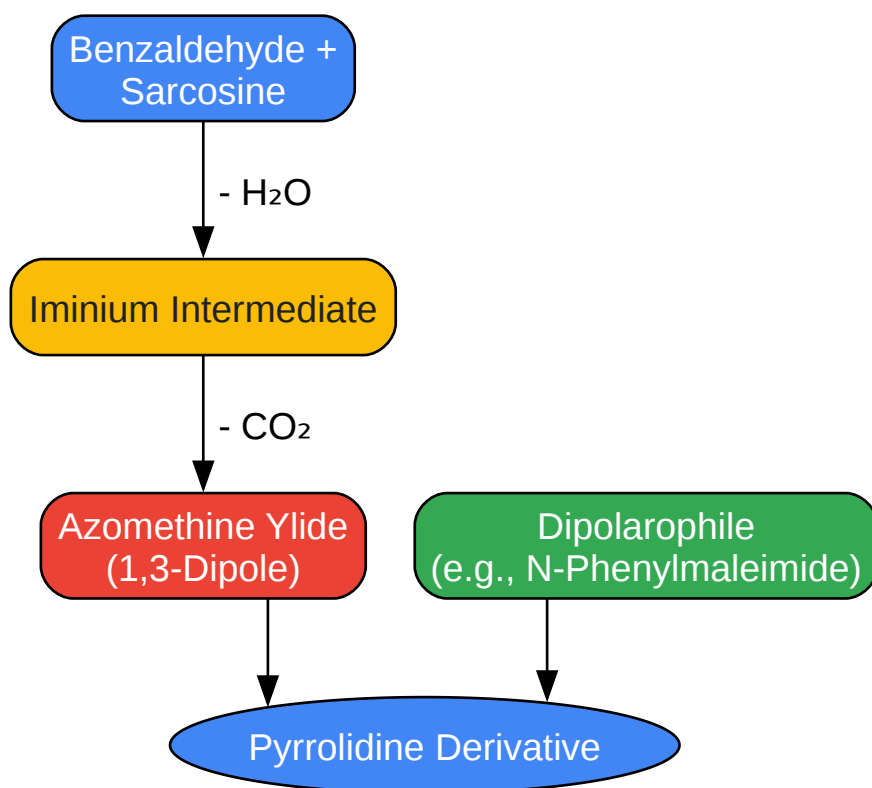 Benzaldehyde +
Sarcosine
- H₂O
Iminium Intermediate
- CO₂
Azomethine Ylide
(1,3-Dipole)
Dipolarophile
(e.g., N-Phenylmaleimide)
Pyrrolidine Derivative